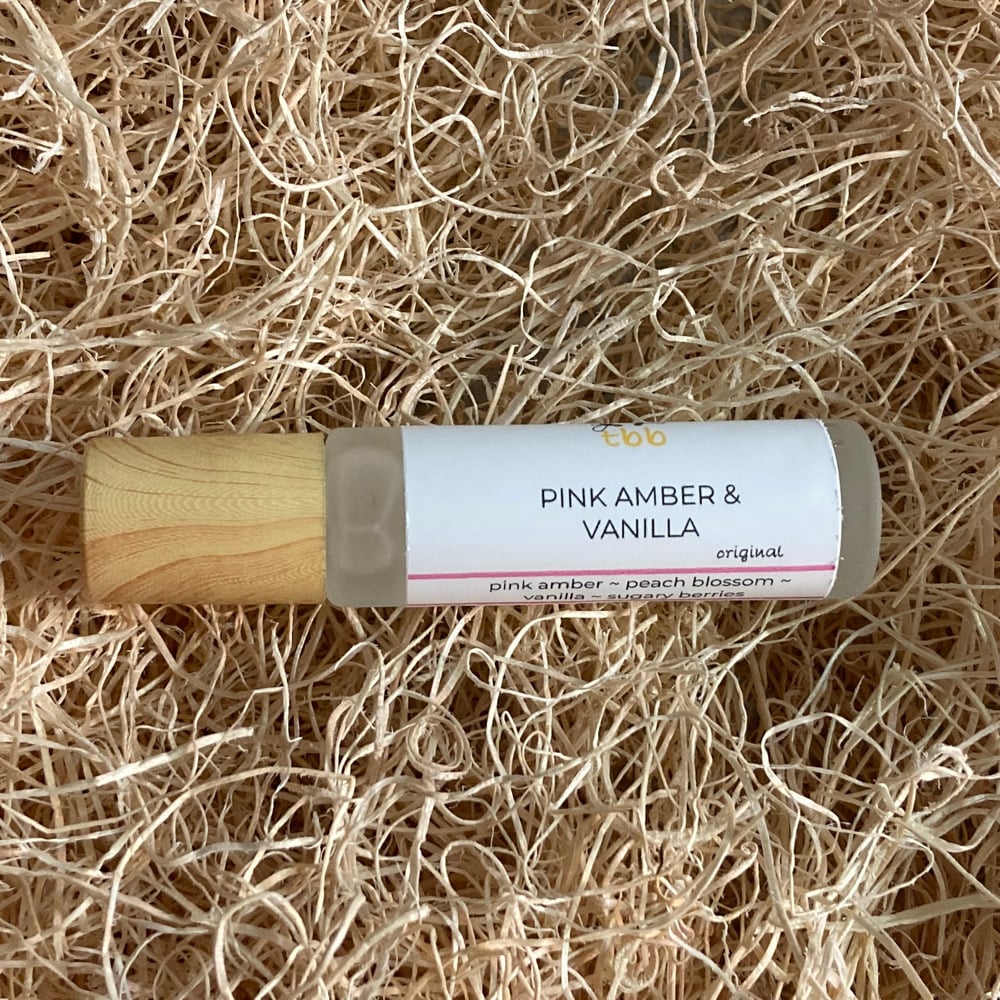 tbb
PINK AMBER &
VANILLA
original
pink amber ~ peach blossom ~
vanilla ~ sugary berries